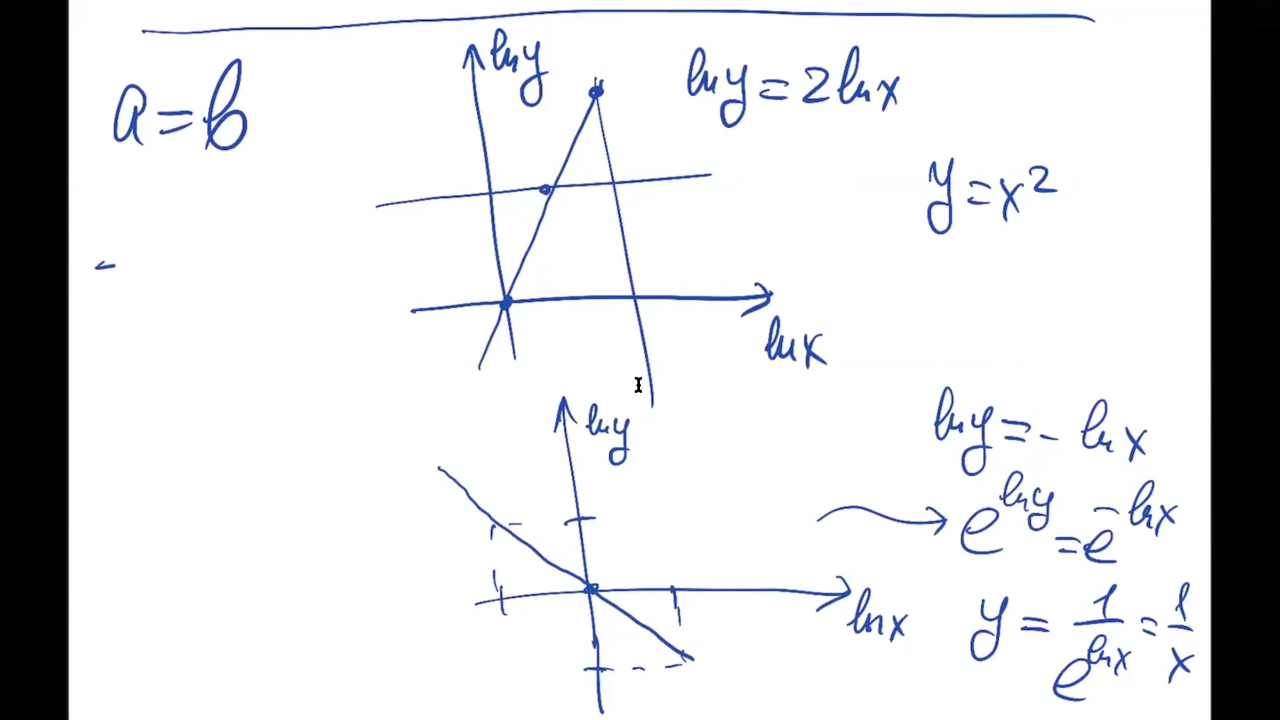 a = b
ln y
ln y = 2 ln x
y = x²
ln x
ln y
ln y = - ln x
e^{ln y} = e^{- ln x}
ln x
y = 1/e^{ln x} = 1/x